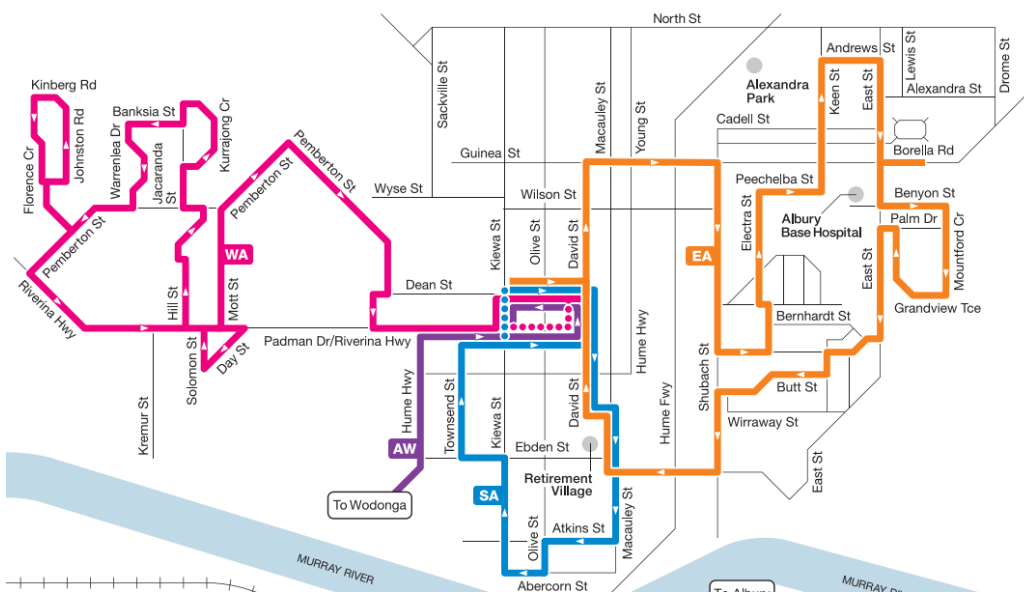 North St
Andrews St
Lewis St
Drome St
Sackville St
Macauley St
Young St
Alexandra
Park
Keen St
East St
Alexandra St
Kinberg Rd
Johnston Rd
Florence Cr
Banksia St
Warrenlea Dr
Jacaranda
St
Kurrajong Cr
Pemberton St
Pemberton St
Pemberton St
Cadell St
Guinea St
Borella Rd
Wyse St
Wilson St
Peechelba St
Benyon St
Palm Dr
Albury
Base Hospital
Electra St
East St
Mountford Cr
Kiewa St
Olive St
David St
WA
EA
Riverina Hwy
Hill St
Mott St
Dean St
Grandview Tce
Bernhardt St
Padman Dr/Riverina Hwy
Hume Hwy
Solomon St
Day St
Kremur St
Hume Hwy
Townsend St
Kiewa St
David St
Hume Fwy
Shubach St
Butt St
Wirraway St
East St
AW
Ebden St
Retirement
Village
SA
To Wodonga
Olive St
Atkins St
Macauley St
Abercorn St
MURRAY RIVER
MURRAY
To Albury